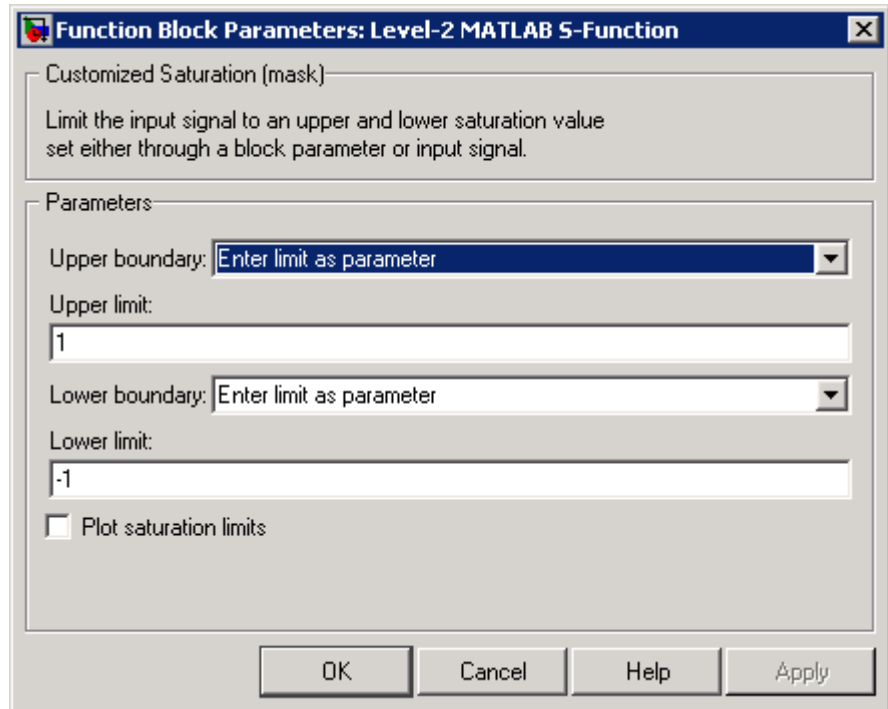 Function Block Parameters: Level-2 MATLAB S-Function
Customized Saturation (mask)
Limit the input signal to an upper and lower saturation value
set either through a block parameter or input signal.
Parameters
Upper boundary: Enter limit as parameter
Upper limit:
1
Lower boundary: Enter limit as parameter
Lower limit:
-1
Plot saturation limits
OK Cancel Help Apply